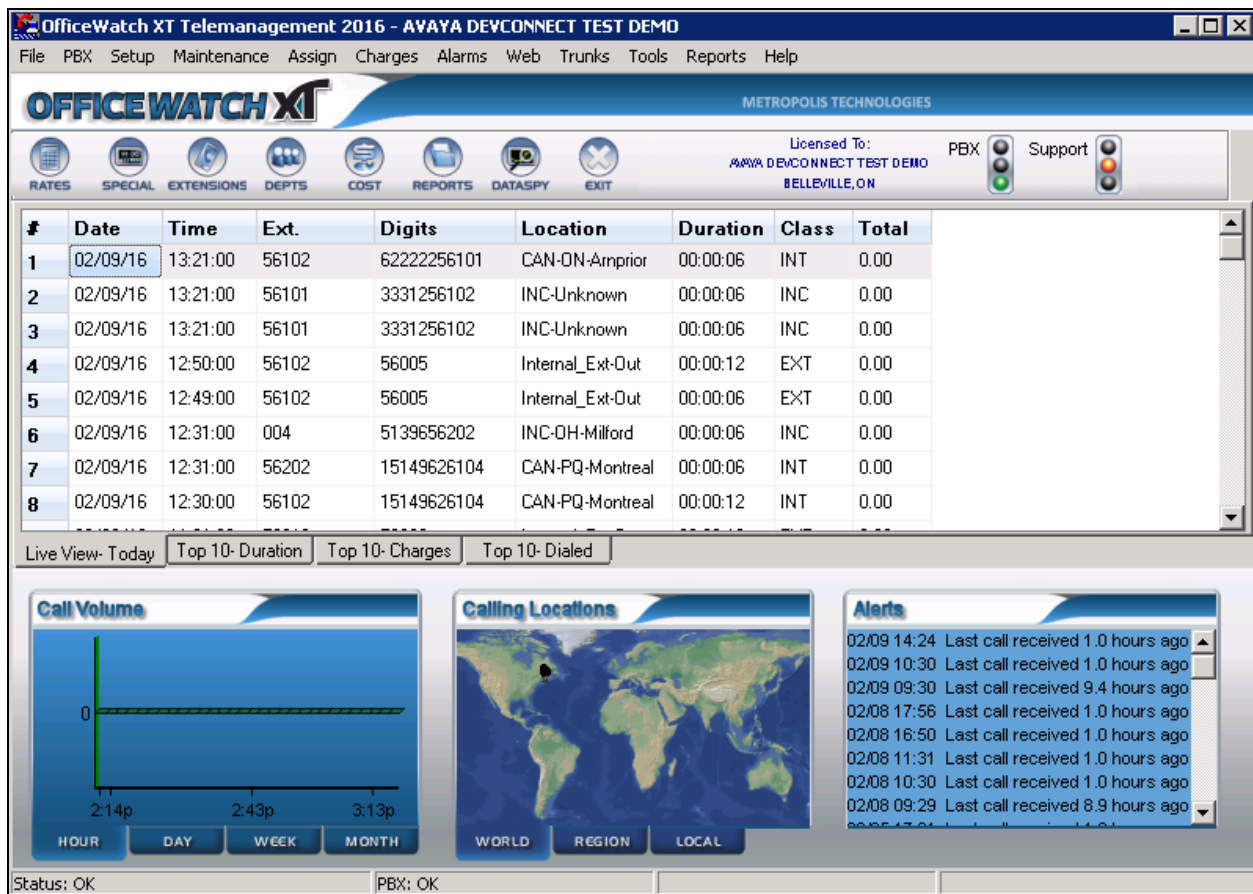 OfficeWatch XT Telemanagement 2016 - AVAYA DEVCONNECT TEST DEMO
File PBX Setup Maintenance Assign Charges Alarms Web Trunks Tools Reports Help
OFFICEWATCH XT
METROPOLIS TECHNOLOGIES
RATES SPECIAL EXTENSIONS DEPTS COST REPORTS DATASPY EXIT
Licensed To:
AVAYA DEVCONNECT TEST DEMO
BELLEVILLE, ON
PBX Support
# Date Time Ext. Digits Location Duration Class Total
1 02/09/16 13:21:00 56102 62222256101 CAN-ON-Arnprior 00:00:06 INT 0.00
2 02/09/16 13:21:00 56101 3331256102 INC-Unknown 00:00:06 INC 0.00
3 02/09/16 13:21:00 56101 3331256102 INC-Unknown 00:00:06 INC 0.00
4 02/09/16 12:50:00 56102 56005 Internal_Ext-Out 00:00:12 EXT 0.00
5 02/09/16 12:49:00 56102 56005 Internal_Ext-Out 00:00:06 EXT 0.00
6 02/09/16 12:31:00 004 5139656202 INC-OH-Milford 00:00:06 INC 0.00
7 02/09/16 12:31:00 56202 15149626104 CAN-PQ-Montreal 00:00:06 INT 0.00
8 02/09/16 12:30:00 56102 15149626104 CAN-PQ-Montreal 00:00:12 INT 0.00
Live View- Today Top 10- Duration Top 10- Charges Top 10- Dialed
Call Volume
0
2:14p 2:43p 3:13p
HOUR DAY WEEK MONTH
Calling Locations
WORLD REGION LOCAL
Alerts
02/09 14:24 Last call received 1.0 hours ago
02/09 10:30 Last call received 1.0 hours ago
02/09 09:30 Last call received 9.4 hours ago
02/08 17:56 Last call received 1.0 hours ago
02/08 16:50 Last call received 1.0 hours ago
02/08 11:31 Last call received 1.0 hours ago
02/08 10:30 Last call received 1.0 hours ago
02/08 09:29 Last call received 8.9 hours ago
Status: OK PBX: OK